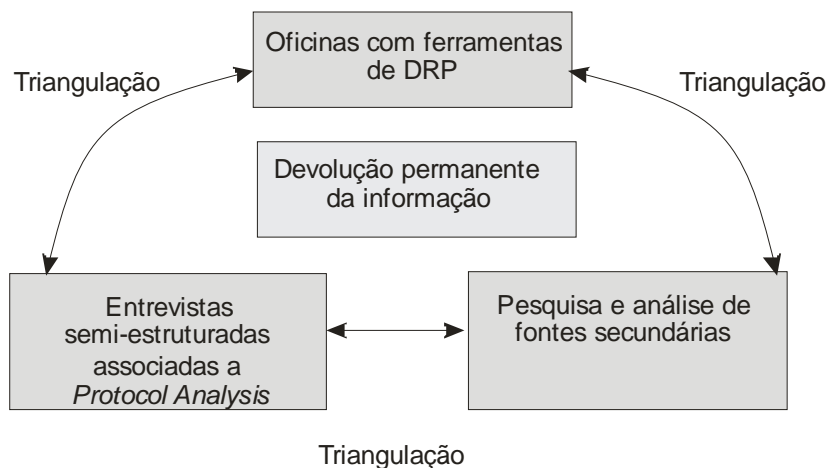 Oficinas com ferramentas
de DRP
Triangulação
Triangulação
Devolução permanente
da informação
Entrevistas
semi-estruturadas
associadas a
Protocol Analysis
Pesquisa e análise de
fontes secundárias
Triangulação